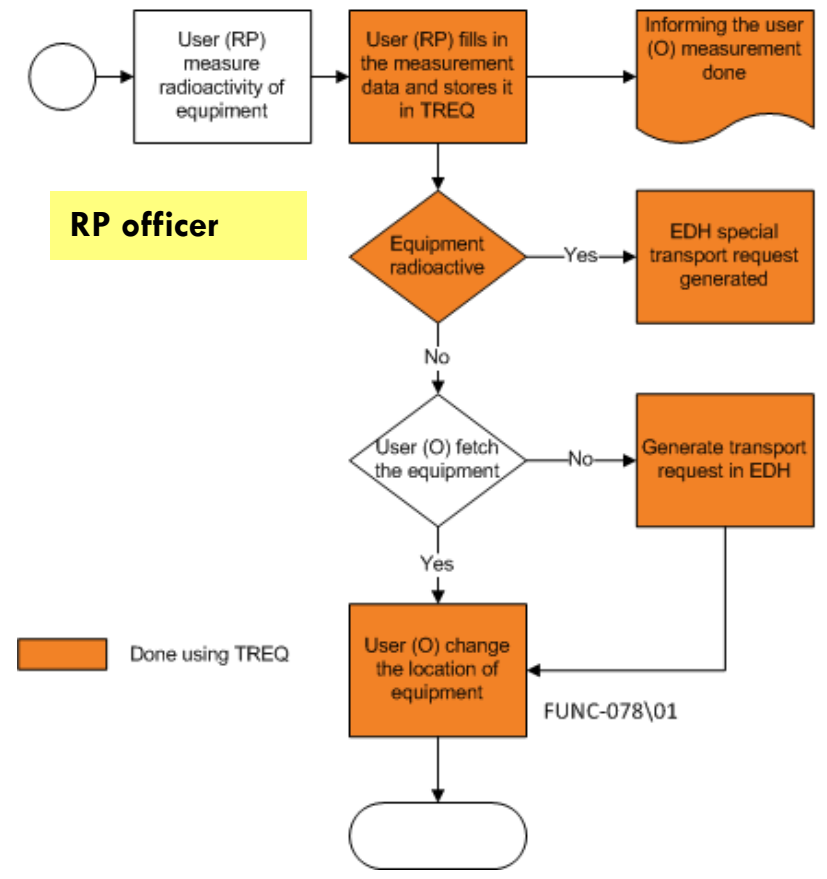 User (RP)
measure
radioactivity of
equpiment
User (RP) fills in
the measurement
data and stores it
in TREQ
Informing the user
(O) measurement
done
RP officer
Equipment
radioactive
Yes
EDH special
transport request
generated
No
User (O) fetch
the equipment
No
Generate transport
request in EDH
Yes
Done using TREQ
User (O) change
the location of
equipment
FUNC-078\01